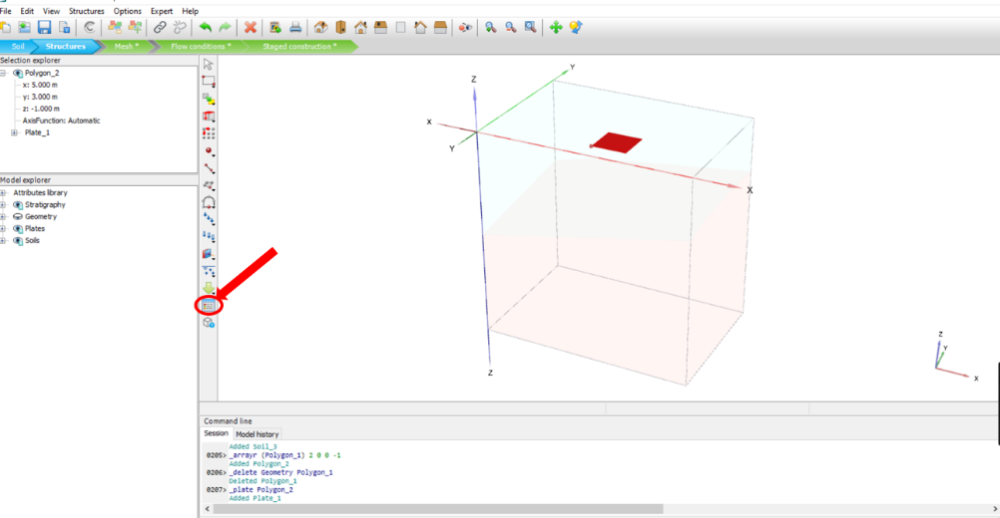 File Edit View Structures Options Expert Help
Soil Structures Mesh * Flow conditions * Staged construction *
Selection explorer
Polygon_2
x: 5.000 m
y: 3.000 m
z: -1.000 m
AxisFunction: Automatic
Plate_1
Model explorer
Attributes library
Stratigraphy
Geometry
Plates
Soils
Z
Y
X
Y
X
Z
Z
Y
X
Command line
Session Model history
Added Soil_3
0205> _arrayr (Polygon_1) 2 0 0 -1
Added Polygon_2
0206> _delete Geometry Polygon_1
Deleted Polygon_1
0207> _plate Polygon_2
Added Plate_1